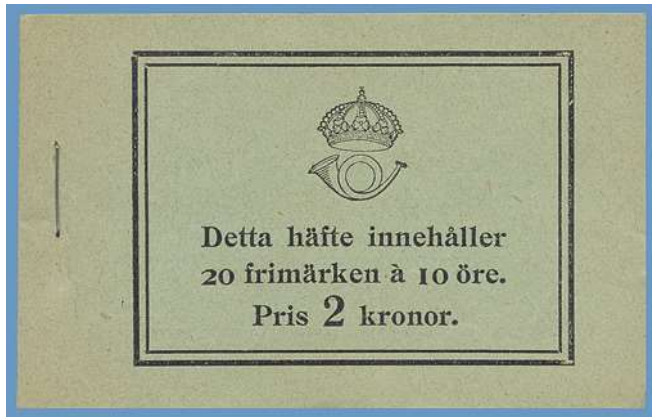 Detta häfte innehåller
20 frimärken à 10 öre.
Pris 2 kronor.